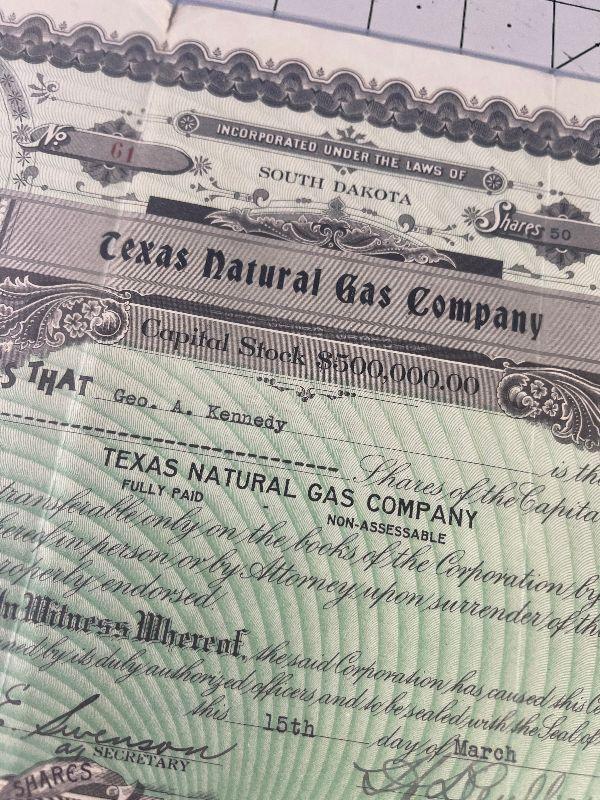 No 61
INCORPORATED UNDER THE LAWS OF
SOUTH DAKOTA
Shares 50
Texas Natural Gas Company
Capital Stock $500,000.00
S THAT Geo. A. Kennedy is the
Shares of the Capital
TEXAS NATURAL GAS COMPANY
FULLY PAID - NON-ASSESSABLE
transferable only on the books of the Corporation by
hereof in person or by Attorney upon surrender of this
properly endorsed.
In Witness Whereof, the said Corporation has caused this
by its duly authorized officers and to be sealed with the Seal of
this 15th day of March
E Swenson
SECRETARY
SHARES